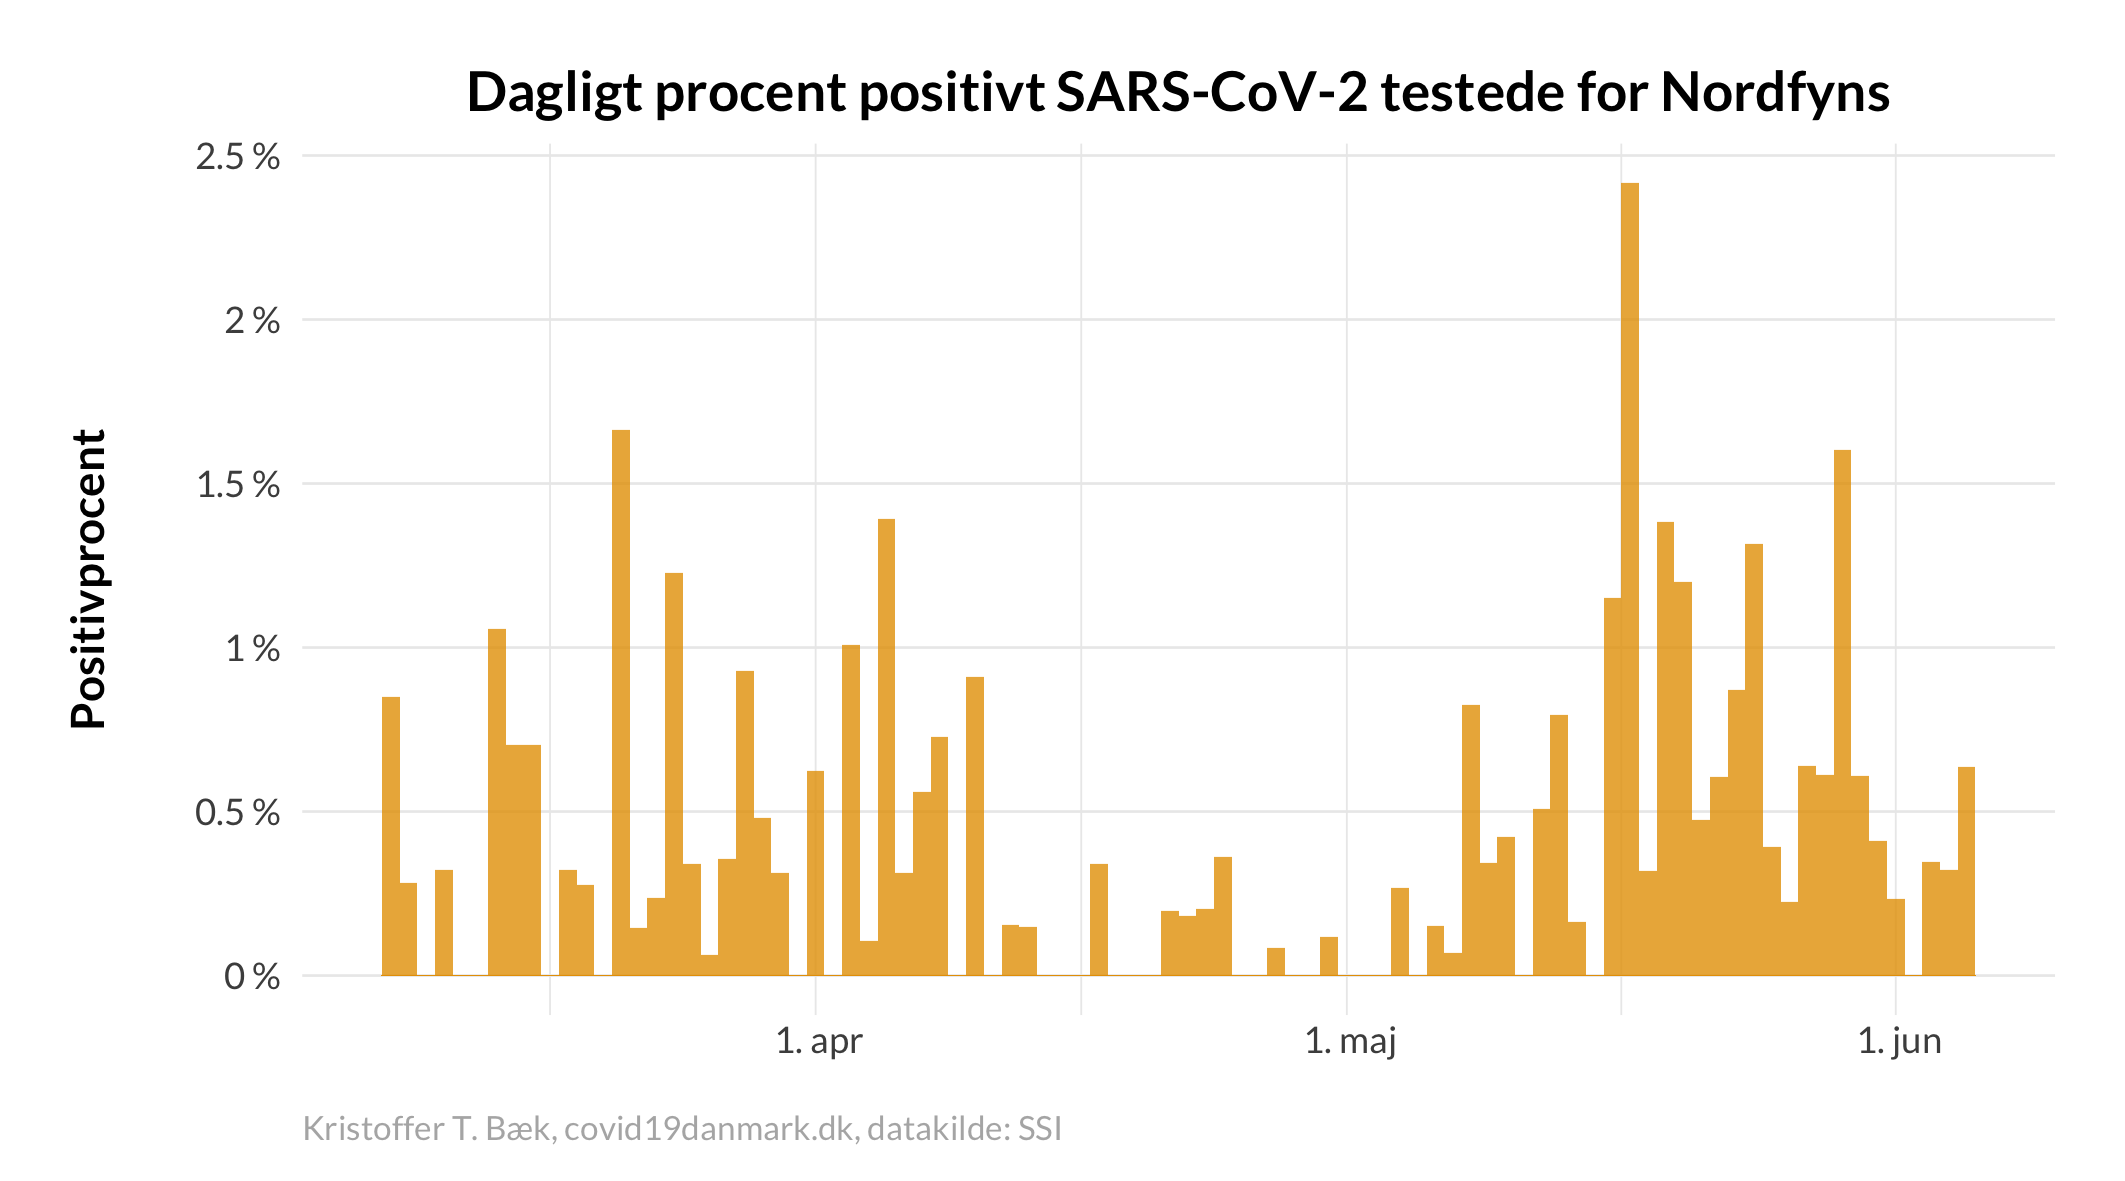 Dagligt procent positivt SARS-CoV-2 testede for Nordfyns
Positivprocent
2.5 %
2 %
1.5 %
1 %
0.5 %
0 %
1. apr
1. maj
1. jun
Kristoffer T. Bæk, covid19danmark.dk, datakilde: SSI